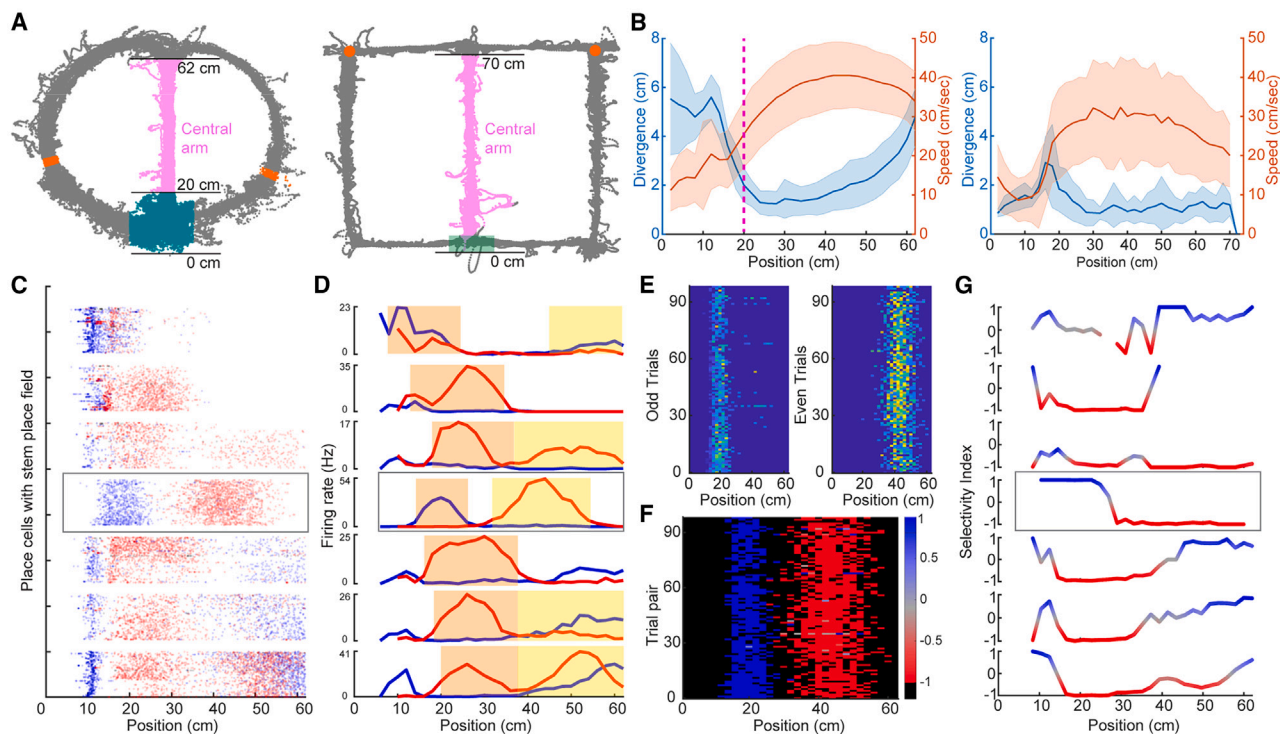 A
62 cm
Central
arm
20 cm
0 cm
70 cm
Central
arm
0 cm
B
8
6
4
2
0
Divergence (cm)
50
40
30
20
10
0
Speed (cm/sec)
0 10 20 30 40 50 60
Position (cm)
8
6
4
2
0
Divergence (cm)
50
40
30
20
10
0
Speed (cm/sec)
0 10 20 30 40 50 60 70
Position (cm)
C
Place cells with stem place field
0 10 20 30 40 50 60
Position (cm)
D
Firing rate (Hz)
23
0
35
0
17
0
54
0
25
0
26
0
41
0
0 10 20 30 40 50 60
Position (cm)
E
Odd Trials
90
60
30
0
0 20 40 60
Position (cm)
Even Trials
90
60
30
0
0 20 40 60
Position (cm)
F
Trial pair
90
60
30
0
0 20 40 60
Position (cm)
1
0.5
0
-0.5
-1
G
Selectivity Index
1
0
-1
1
0
-1
1
0
-1
1
0
-1
1
0
-1
1
0
-1
1
0
-1
0 10 20 30 40 50 60
Position (cm)